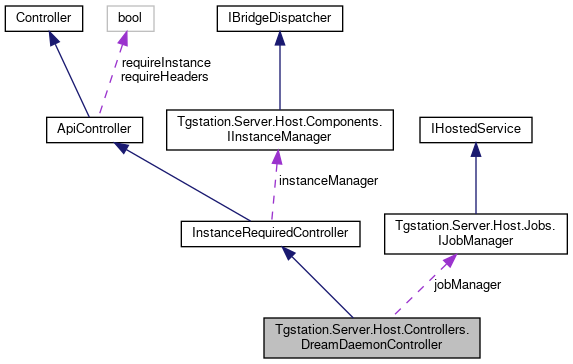 Controller
bool
IBridgeDispatcher
requireInstance
requireHeaders
ApiController
Tgstation.Server.Host.Components.
IInstanceManager
IHostedService
instanceManager
InstanceRequiredController
Tgstation.Server.Host.Jobs.
IJobManager
jobManager
Tgstation.Server.Host.Controllers.
DreamDaemonController